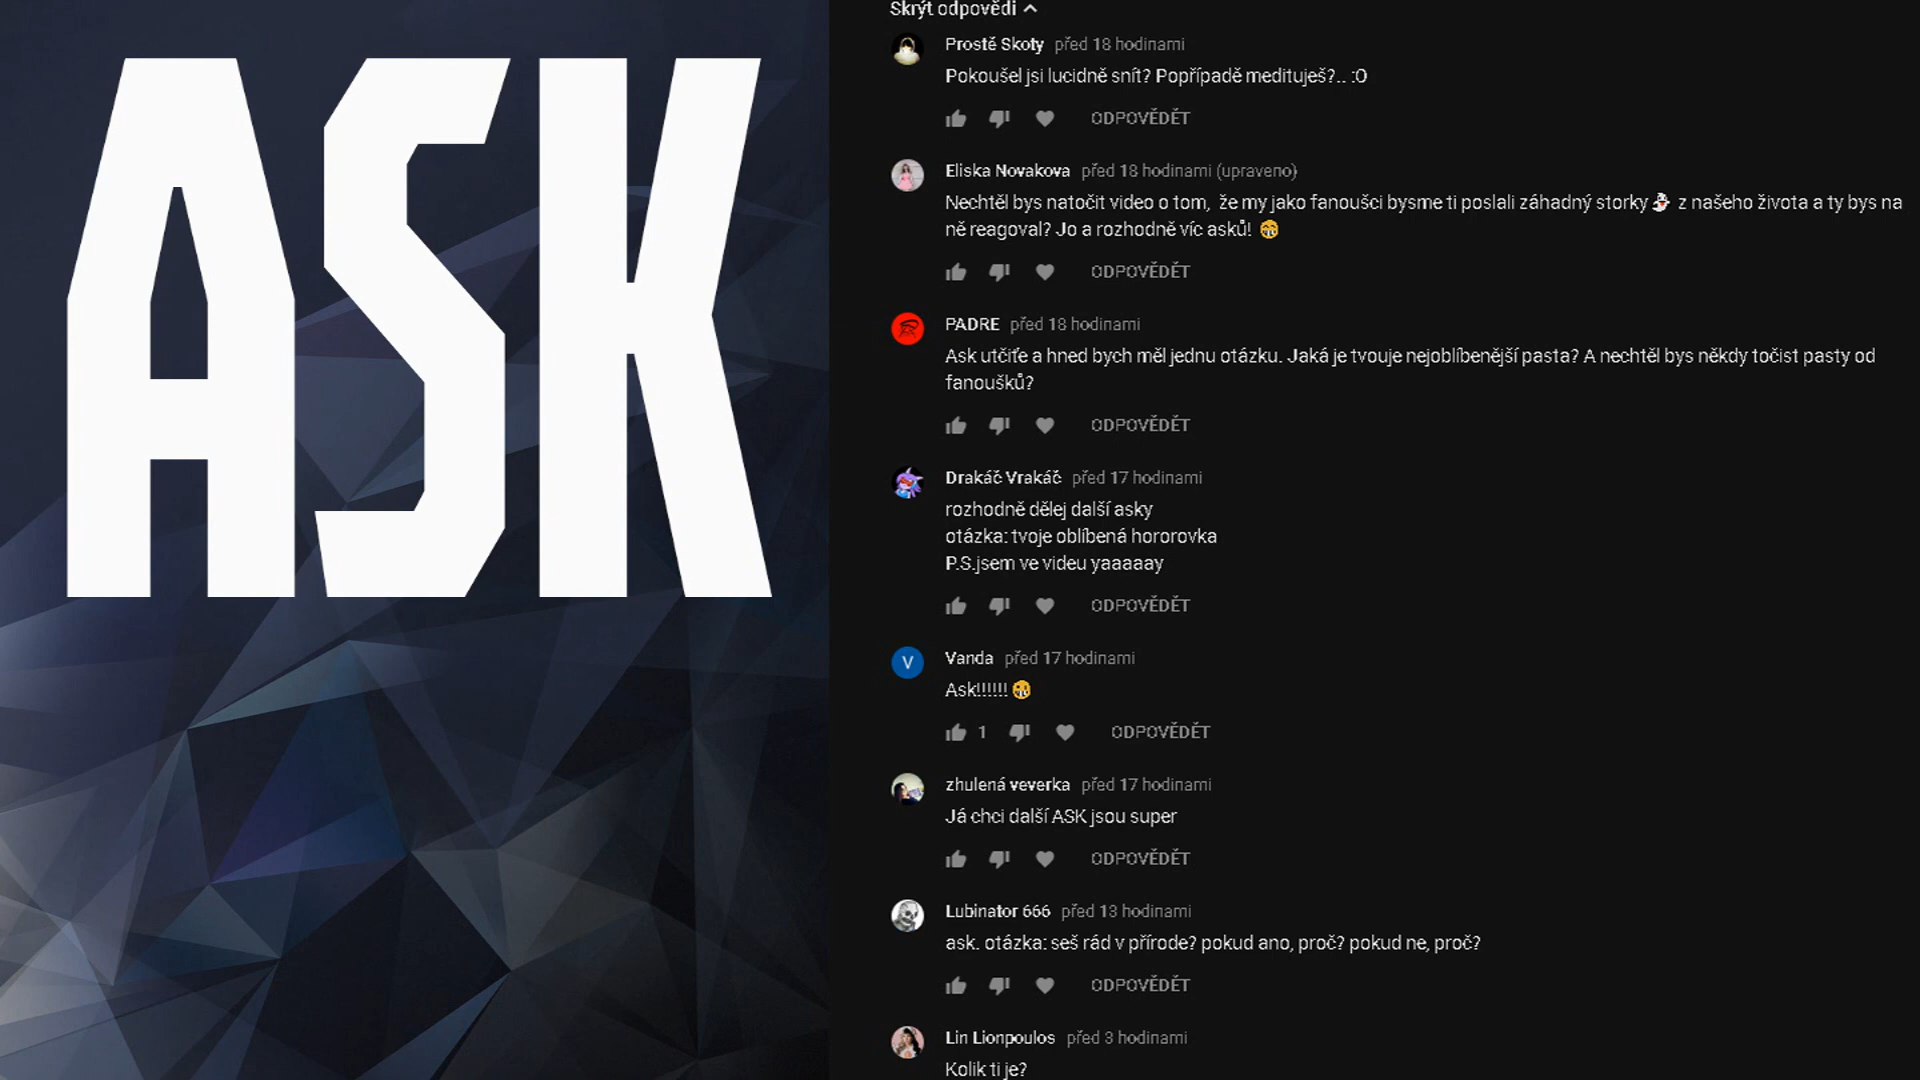 ASK
Skrýt odpovědi
Prostě Skoty před 18 hodinami
Pokoušel jsi lucidně snít? Popřípadě medituješ?.. :O
ODPOVĚDĚT
Eliska Novakova před 18 hodinami (upraveno)
Nechtěl bys natočit video o tom, že my jako fanoušci bysme ti poslali záhadný storky 👻 z našeho života a ty bys na
ně reagoval? Jo a rozhodně víc asků! 😁
ODPOVĚDĚT
PADRE před 18 hodinami
Ask utčiťe a hned bych měl jednu otázku. Jaká je tvouje nejoblíbenější pasta? A nechtěl bys někdy točist pasty od
fanoušků?
ODPOVĚDĚT
Drakáč Vrakáč před 17 hodinami
rozhodně dělej další asky
otázka: tvoje oblíbená hororovka
P.S.jsem ve videu yaaaaay
ODPOVĚDĚT
V
Vanda před 17 hodinami
Ask!!!!!! 😂
1 ODPOVĚDĚT
zhulená veverka před 17 hodinami
Já chci další ASK jsou super
ODPOVĚDĚT
Lubinator 666 před 13 hodinami
ask. otázka: seš rád v přírode? pokud ano, proč? pokud ne, proč?
ODPOVĚDĚT
Lin Lionpoulos před 3 hodinami
Kolik ti je?